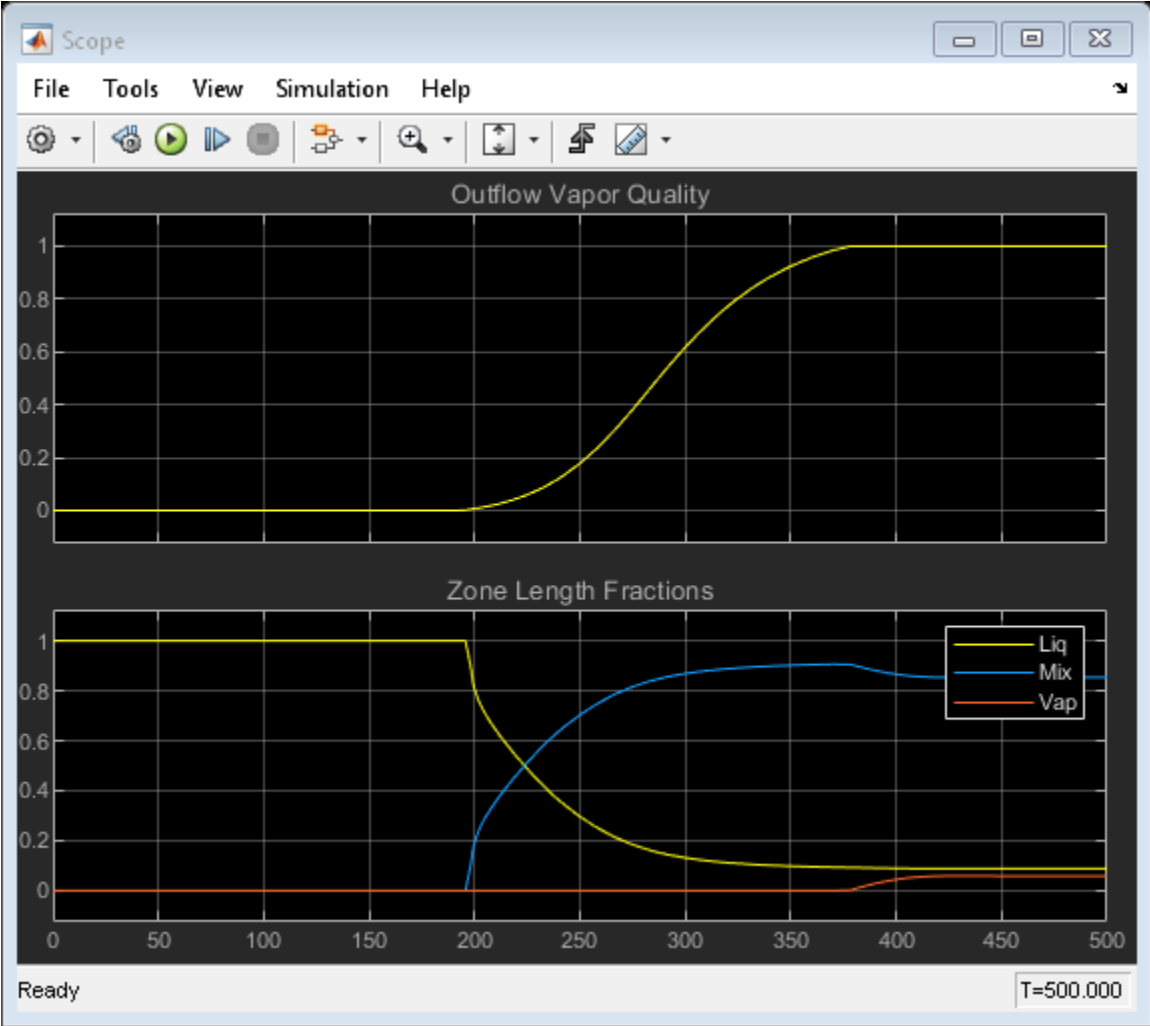 Scope
File Tools View Simulation Help
Outflow Vapor Quality
1
0.8
0.6
0.4
0.2
0
Zone Length Fractions
1
0.8
0.6
0.4
0.2
0
Liq
Mix
Vap
0 50 100 150 200 250 300 350 400 450 500
Ready T=500.000